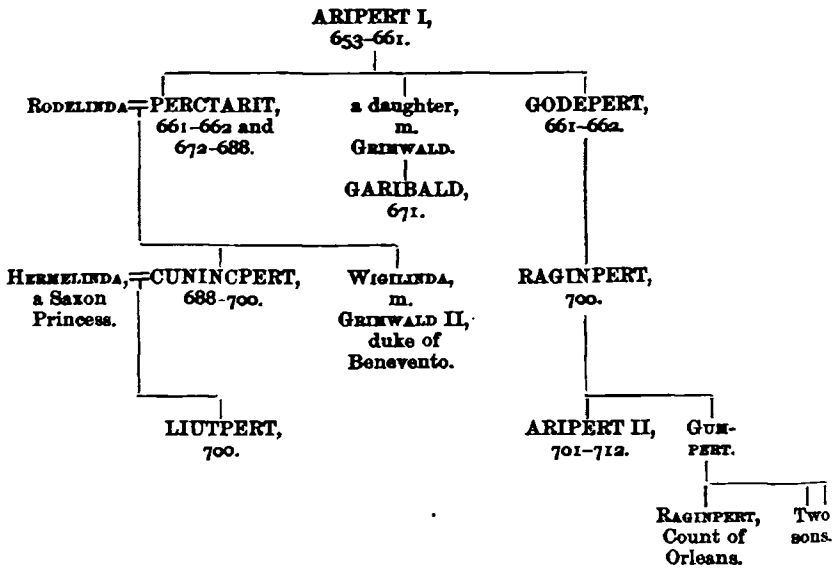 ARIPERT I,
653–661.
RODELINDA = PERCTARIT,
661–662 and
672–688.
a daughter,
m.
GRIMWALD.
GODEPERT,
661–662.
GARIBALD,
671.
HERMELINDA,
a Saxon
Princess.
= CUNINCPERT,
688–700.
WIGILINDA,
m.
GRIMWALD II,
duke of
Benevento.
RAGINPERT,
700.
LIUTPERT,
700.
ARIPERT II,
701–712.
GUM-
PERT.
RAGINPERT,
Count of
Orleans.
Two
sons.